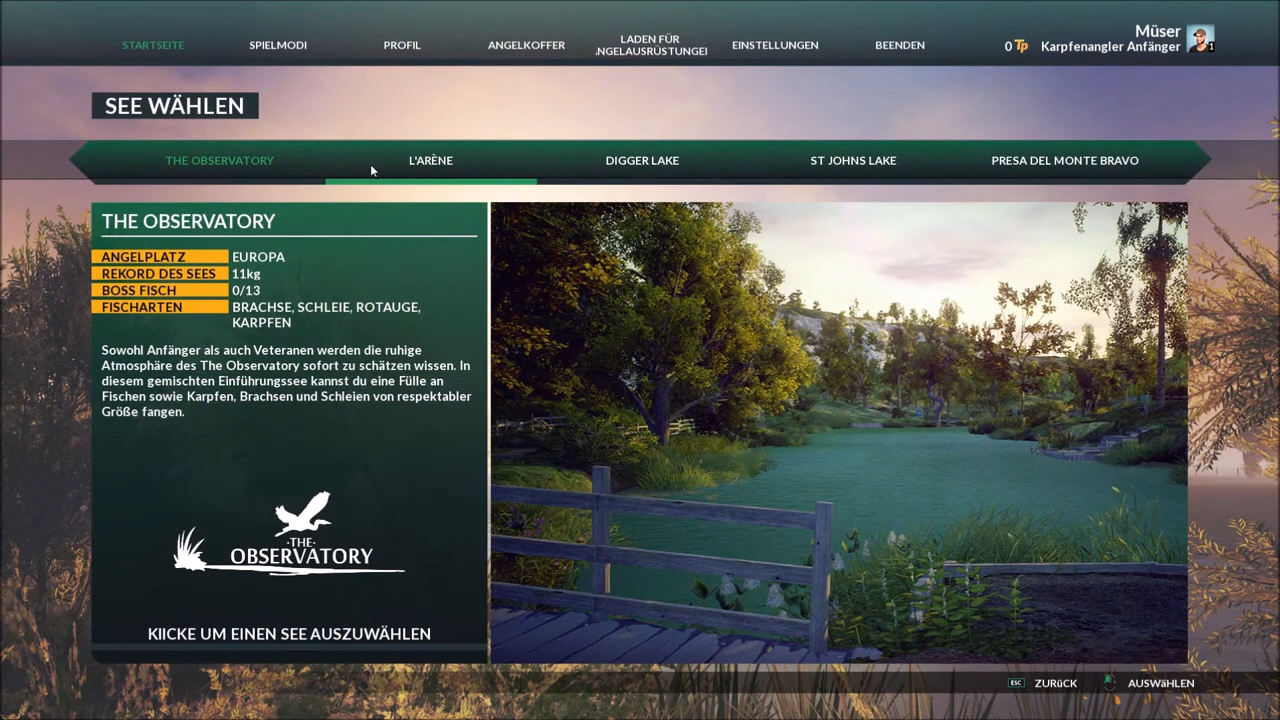 STARTSEITE
SPIELMODI
PROFIL
ANGELKOFFER
LADEN FÜR
NGELAUSRÜSTUNGEI
EINSTELLUNGEN
BEENDEN
0 Tp
Müser
Karpfenangler Anfänger
1
SEE WÄHLEN
THE OBSERVATORY
L'ARÈNE
DIGGER LAKE
ST JOHNS LAKE
PRESA DEL MONTE BRAVO
THE OBSERVATORY
ANGELPLATZ EUROPA
REKORD DES SEES 11kg
BOSS FISCH 0/13
FISCHARTEN BRACHSE, SCHLEIE, ROTAUGE,
KARPFEN
Sowohl Anfänger als auch Veteranen werden die ruhige
Atmosphäre des The Observatory sofort zu schätzen wissen. In
diesem gemischten Einführungssee kannst du eine Fülle an
Fischen sowie Karpfen, Brachsen und Schleien von respektabler
Größe fangen.
·THE·
OBSERVATORY
KlICKE UM EINEN SEE AUSZUWÄHLEN
ESC ZURüCK
AUSWäHLEN